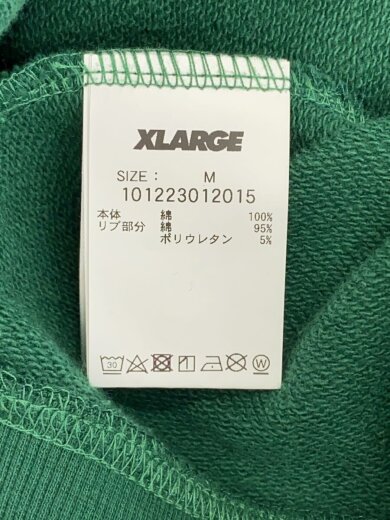 XLARGE
SIZE : M
101223012015
本体 綿 100%
リブ部分 綿 95%
ポリウレタン 5%
30
W